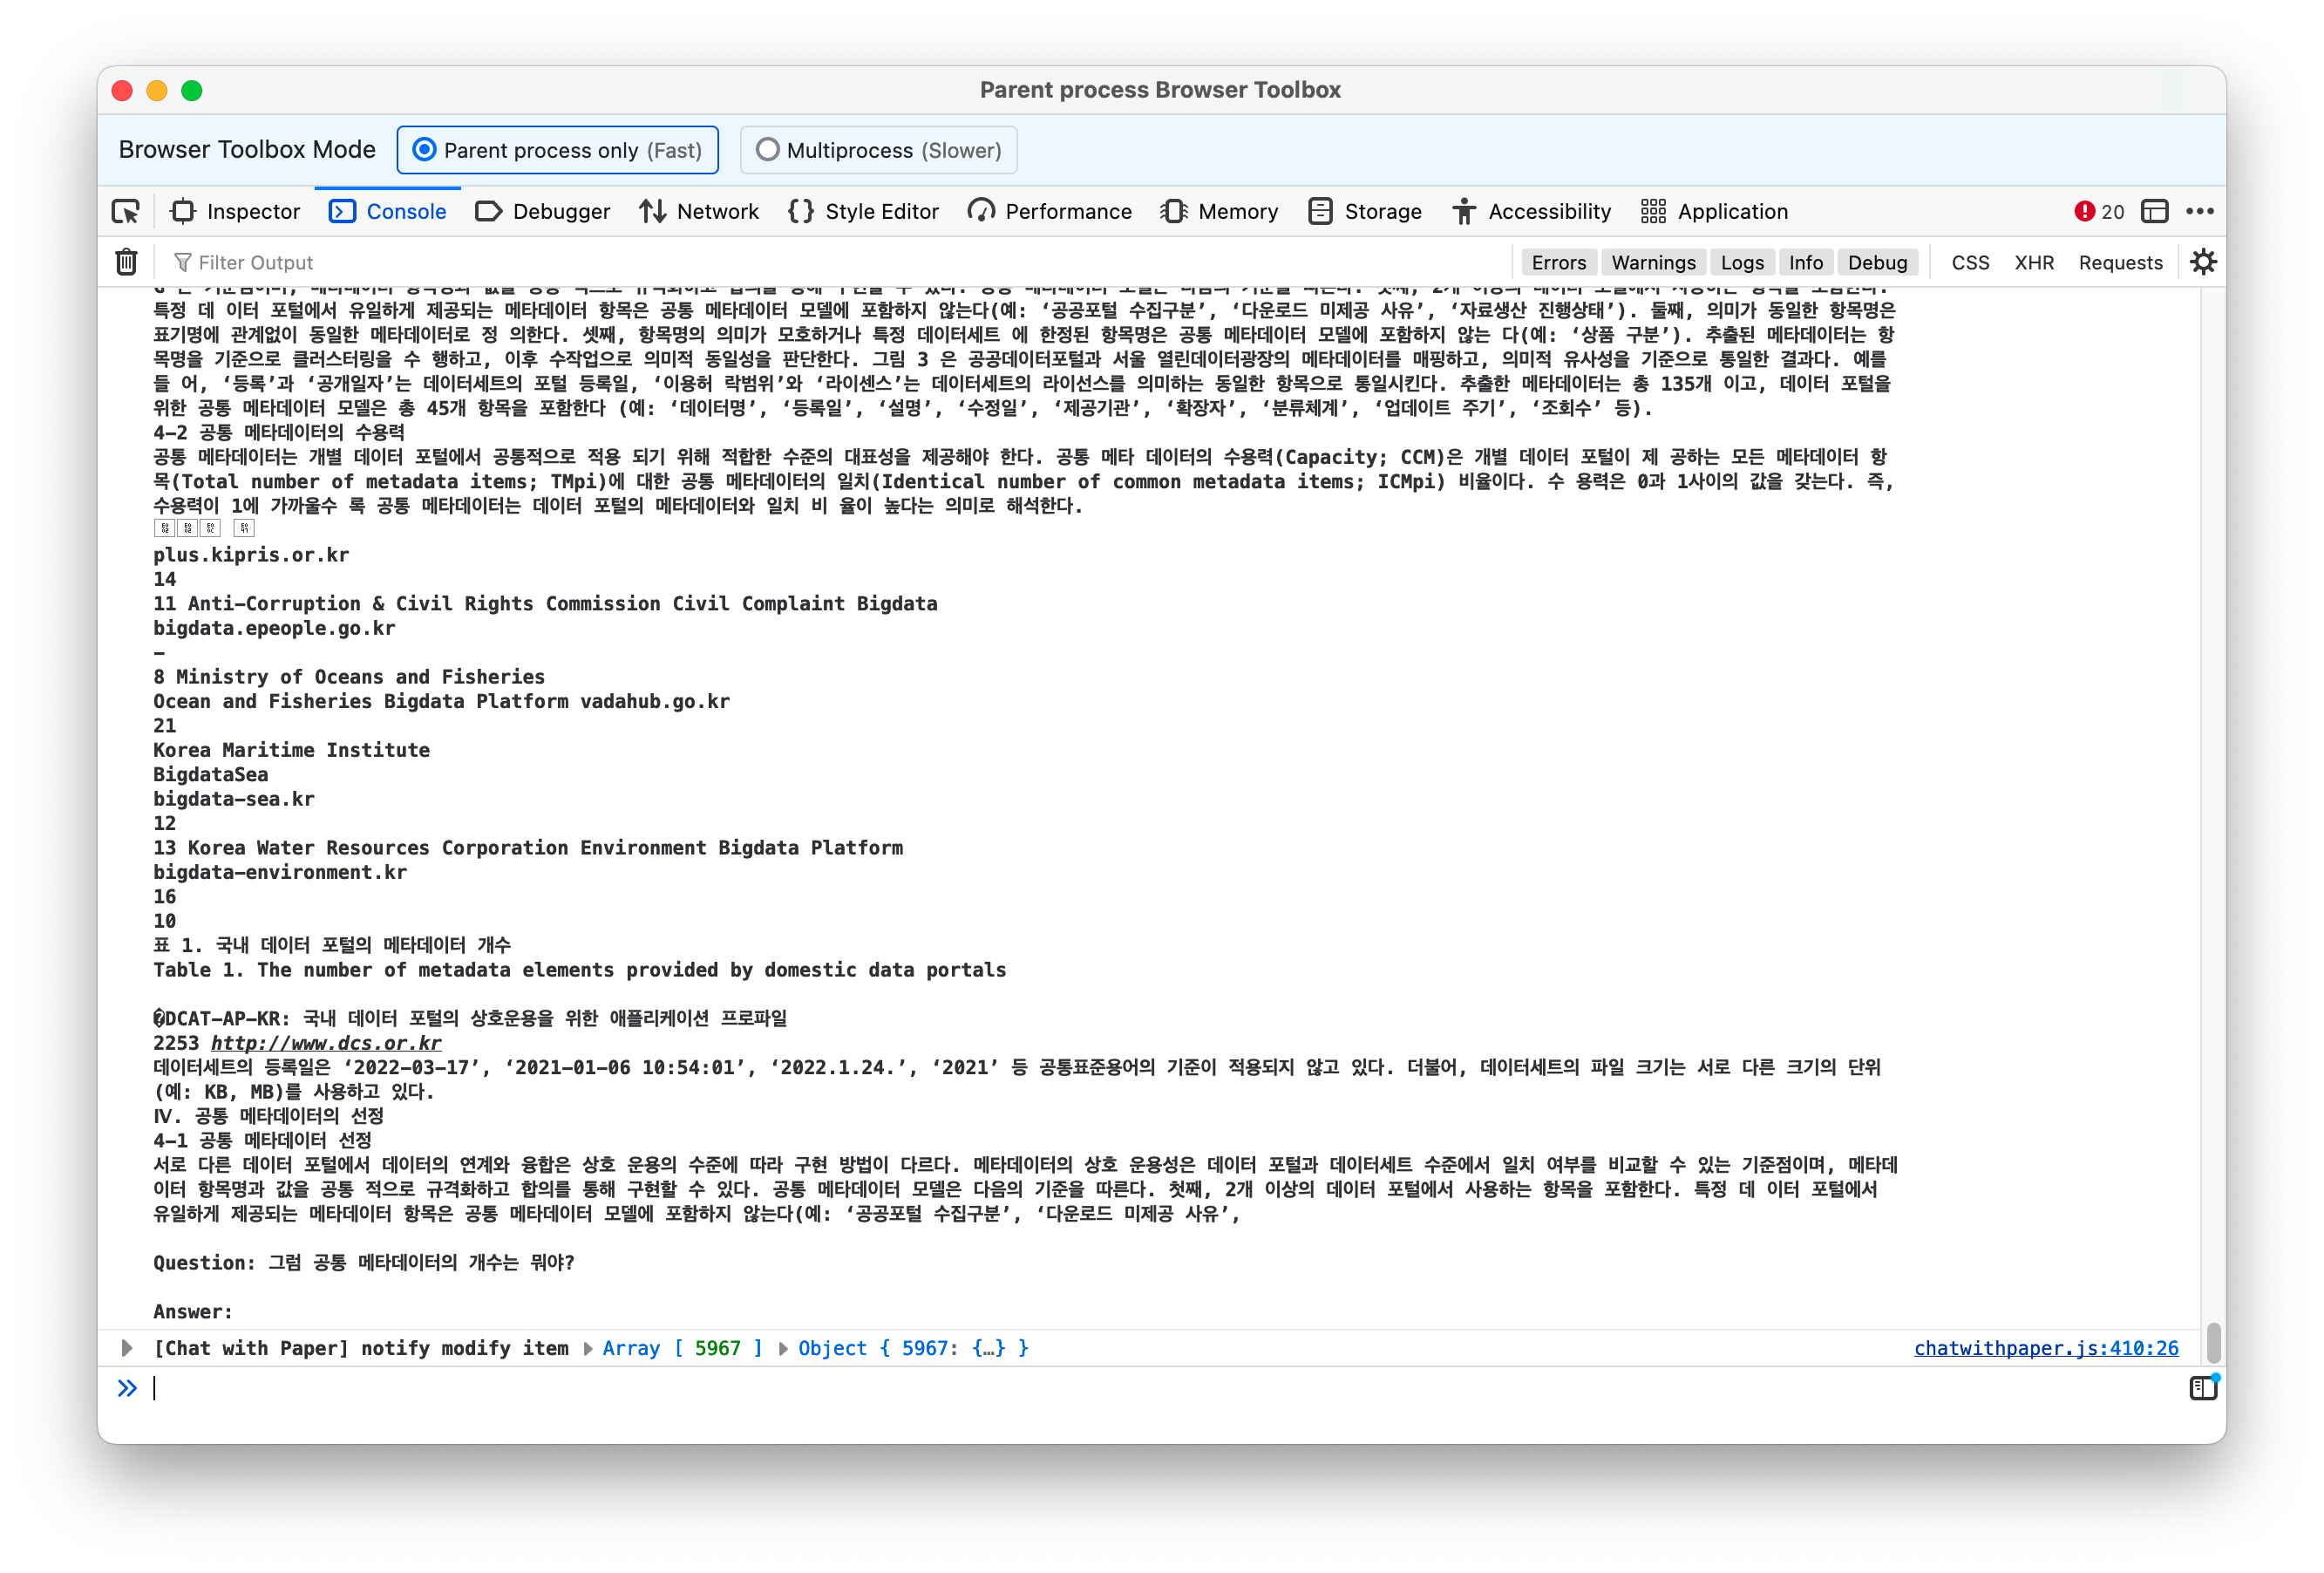 Parent process Browser Toolbox
Browser Toolbox Mode Parent process only (Fast) Multiprocess (Slower)
Inspector Console Debugger Network Style Editor Performance Memory Storage Accessibility Application 20
Filter Output Errors Warnings Logs Info Debug CSS XHR Requests
특정 데 이터 포털에서 유일하게 제공되는 메타데이터 항목은 공통 메타데이터 모델에 포함하지 않는다(예: ‘공공포털 수집구분’, ‘다운로드 미제공 사유’, ‘자료생산 진행상태’). 둘째, 의미가 동일한 항목명은
표기명에 관계없이 동일한 메타데이터로 정 의한다. 셋째, 항목명의 의미가 모호하거나 특정 데이터세트 에 한정된 항목명은 공통 메타데이터 모델에 포함하지 않는 다(예: ‘상품 구분’). 추출된 메타데이터는 항
목명을 기준으로 클러스터링을 수 행하고, 이후 수작업으로 의미적 동일성을 판단한다. 그림 3 은 공공데이터포털과 서울 열린데이터광장의 메타데이터를 매핑하고, 의미적 유사성을 기준으로 통일한 결과다. 예를
들 어, ‘등록’과 ‘공개일자’는 데이터세트의 포털 등록일, ‘이용허 락범위’와 ‘라이센스’는 데이터세트의 라이선스를 의미하는 동일한 항목으로 통일시킨다. 추출한 메타데이터는 총 135개 이고, 데이터 포털을
위한 공통 메타데이터 모델은 총 45개 항목을 포함한다 (예: ‘데이터명’, ‘등록일’, ‘설명’, ‘수정일’, ‘제공기관’, ‘확장자’, ‘분류체계’, ‘업데이트 주기’, ‘조회수’ 등).
4-2 공통 메타데이터의 수용력
공통 메타데이터는 개별 데이터 포털에서 공통적으로 적용 되기 위해 적합한 수준의 대표성을 제공해야 한다. 공통 메타 데이터의 수용력(Capacity; CCM)은 개별 데이터 포털이 제 공하는 모든 메타데이터 항
목(Total number of metadata items; TMpi)에 대한 공통 메타데이터의 일치(Identical number of common metadata items; ICMpi) 비율이다. 수 용력은 0과 1사이의 값을 갖는다. 즉,
수용력이 1에 가까울수 록 공통 메타데이터는 데이터 포털의 메타데이터와 일치 비 율이 높다는 의미로 해석한다.
plus.kipris.or.kr
14
11 Anti-Corruption & Civil Rights Commission Civil Complaint Bigdata
bigdata.epeople.go.kr
-
8 Ministry of Oceans and Fisheries
Ocean and Fisheries Bigdata Platform vadahub.go.kr
21
Korea Maritime Institute
BigdataSea
bigdata-sea.kr
12
13 Korea Water Resources Corporation Environment Bigdata Platform
bigdata-environment.kr
16
10
표 1. 국내 데이터 포털의 메타데이터 개수
Table 1. The number of metadata elements provided by domestic data portals
�DCAT-AP-KR: 국내 데이터 포털의 상호운용을 위한 애플리케이션 프로파일
2253 http://www.dcs.or.kr
데이터세트의 등록일은 ‘2022-03-17’, ‘2021-01-06 10:54:01’, ‘2022.1.24.’, ‘2021’ 등 공통표준용어의 기준이 적용되지 않고 있다. 더불어, 데이터세트의 파일 크기는 서로 다른 크기의 단위
(예: KB, MB)를 사용하고 있다.
Ⅳ. 공통 메타데이터의 선정
4-1 공통 메타데이터 선정
서로 다른 데이터 포털에서 데이터의 연계와 융합은 상호 운용의 수준에 따라 구현 방법이 다르다. 메타데이터의 상호 운용성은 데이터 포털과 데이터세트 수준에서 일치 여부를 비교할 수 있는 기준점이며, 메타데
이터 항목명과 값을 공통 적으로 규격화하고 합의를 통해 구현할 수 있다. 공통 메타데이터 모델은 다음의 기준을 따른다. 첫째, 2개 이상의 데이터 포털에서 사용하는 항목을 포함한다. 특정 데 이터 포털에서
유일하게 제공되는 메타데이터 항목은 공통 메타데이터 모델에 포함하지 않는다(예: ‘공공포털 수집구분’, ‘다운로드 미제공 사유’,
Question: 그럼 공통 메타데이터의 개수는 뭐야?
Answer:
[Chat with Paper] notify modify item Array [ 5967 ] Object { 5967: {…} } chatwithpaper.js:410:26